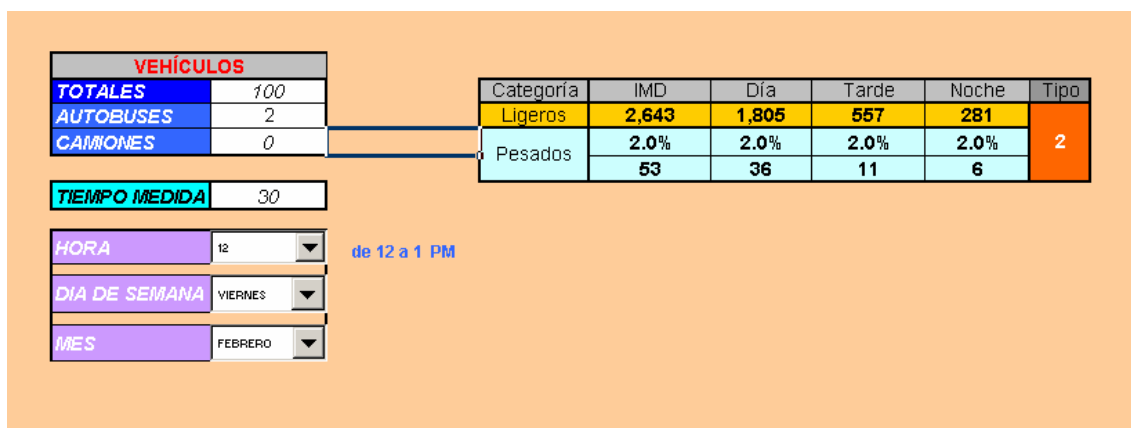 VEHÍCULOS
TOTALES 100
AUTOBUSES 2
CAMIONES 0
TIEMPO MEDIDA 30
HORA 12 de 12 a 1 PM
DIA DE SEMANA VIERNES
MES FEBRERO
Categoría IMD Día Tarde Noche Tipo
Ligeros 2,643 1,805 557 281 2
Pesados 2.0% 2.0% 2.0% 2.0%
53 36 11 6